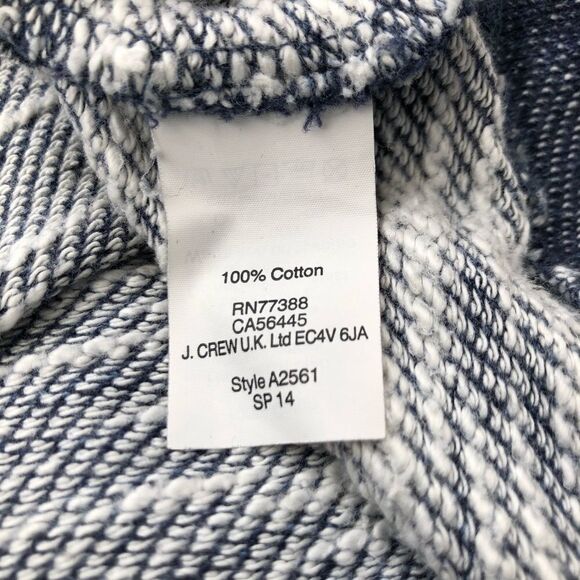 100% Cotton
RN77388
CA56445
J. CREW U.K. Ltd EC4V 6JA
Style A2561
SP 14